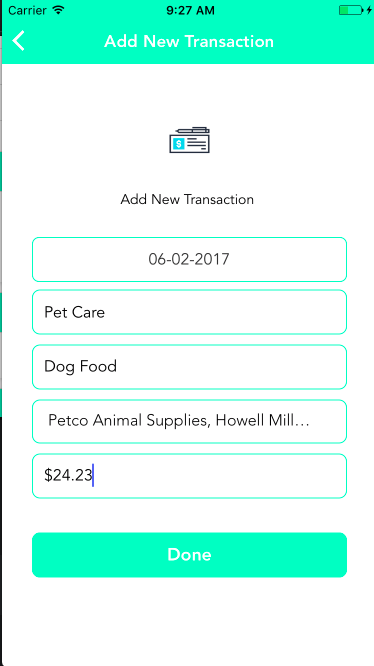 Carrier 9:27 AM
Add New Transaction
$
Add New Transaction
06-02-2017
Pet Care
Dog Food
Petco Animal Supplies, Howell Mill...
$24.23
Done